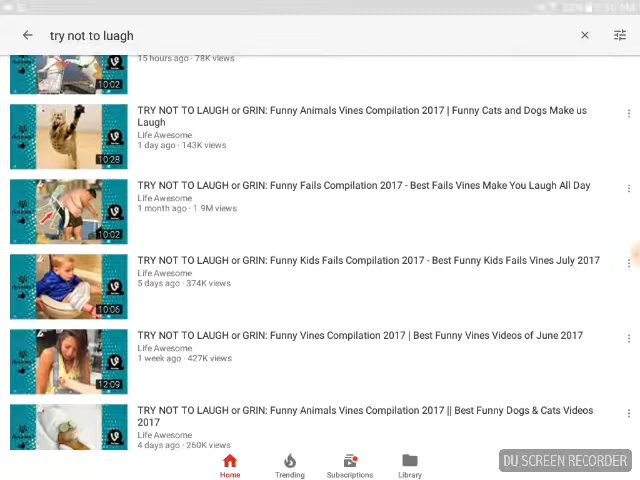 try not to luagh
15 hours ago · 78K views
10:02
TRY NOT TO LAUGH or GRIN: Funny Animals Vines Compilation 2017 | Funny Cats and Dogs Make us
Laugh
Life Awesome
1 day ago · 143K views
10:28
TRY NOT TO LAUGH or GRIN: Funny Fails Compilation 2017 - Best Fails Vines Make You Laugh All Day
Life Awesome
1 month ago · 1.9M views
10:02
TRY NOT TO LAUGH or GRIN: Funny Kids Fails Compilation 2017 - Best Funny Kids Fails Vines July 2017
Life Awesome
5 days ago · 374K views
10:06
TRY NOT TO LAUGH or GRIN: Funny Vines Compilation 2017 | Best Funny Vines Videos of June 2017
Life Awesome
1 week ago · 427K views
12:09
TRY NOT TO LAUGH or GRIN: Funny Animals Vines Compilation 2017 || Best Funny Dogs & Cats Videos
2017
Life Awesome
4 days ago · 260K views
Home
Trending
Subscriptions
Library
DU SCREEN RECORDER